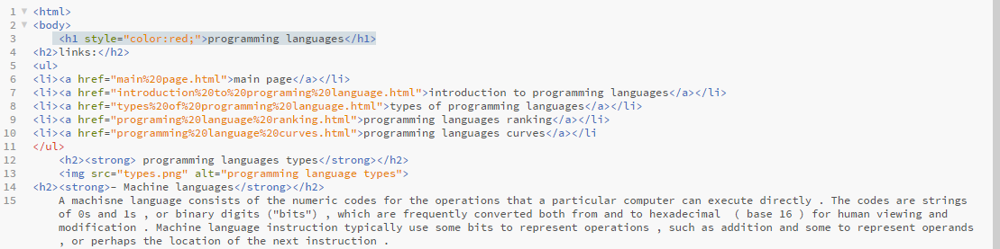 1 <html>
2 <body>
3 <h1 style="color:red;">programming languages</h1>
4 <h2>links:</h2>
5 <ul>
6 <li><a href="main%20page.html">main page</a></li>
7 <li><a href="introduction%20to%20programing%20language.html">introduction to programming languages</a></li>
8 <li><a href="types%20of%20programming%20language.html">types of programming languages</a></li>
9 <li><a href="programing%20language%20ranking.html">programming languages ranking</a></li>
10 <li><a href="programming%20language%20curves.html">programming languages curves</a></li
11 </ul>
12 <h2><strong> programming languages types</strong></h2>
13 <img src="types.png" alt="programming language types">
14 <h2><strong>- Machine languages</strong></h2>
15 A machisne language consists of the numeric codes for the operations that a particular computer can execute directly . The codes are strings
of 0s and 1s , or binary digits ("bits") , which are frequently converted both from and to hexadecimal  ( base 16 ) for human viewing and
modification . Machine language instruction typically use some bits to represent operations , such as addition and some to represent operands
, or perhaps the location of the next instruction .